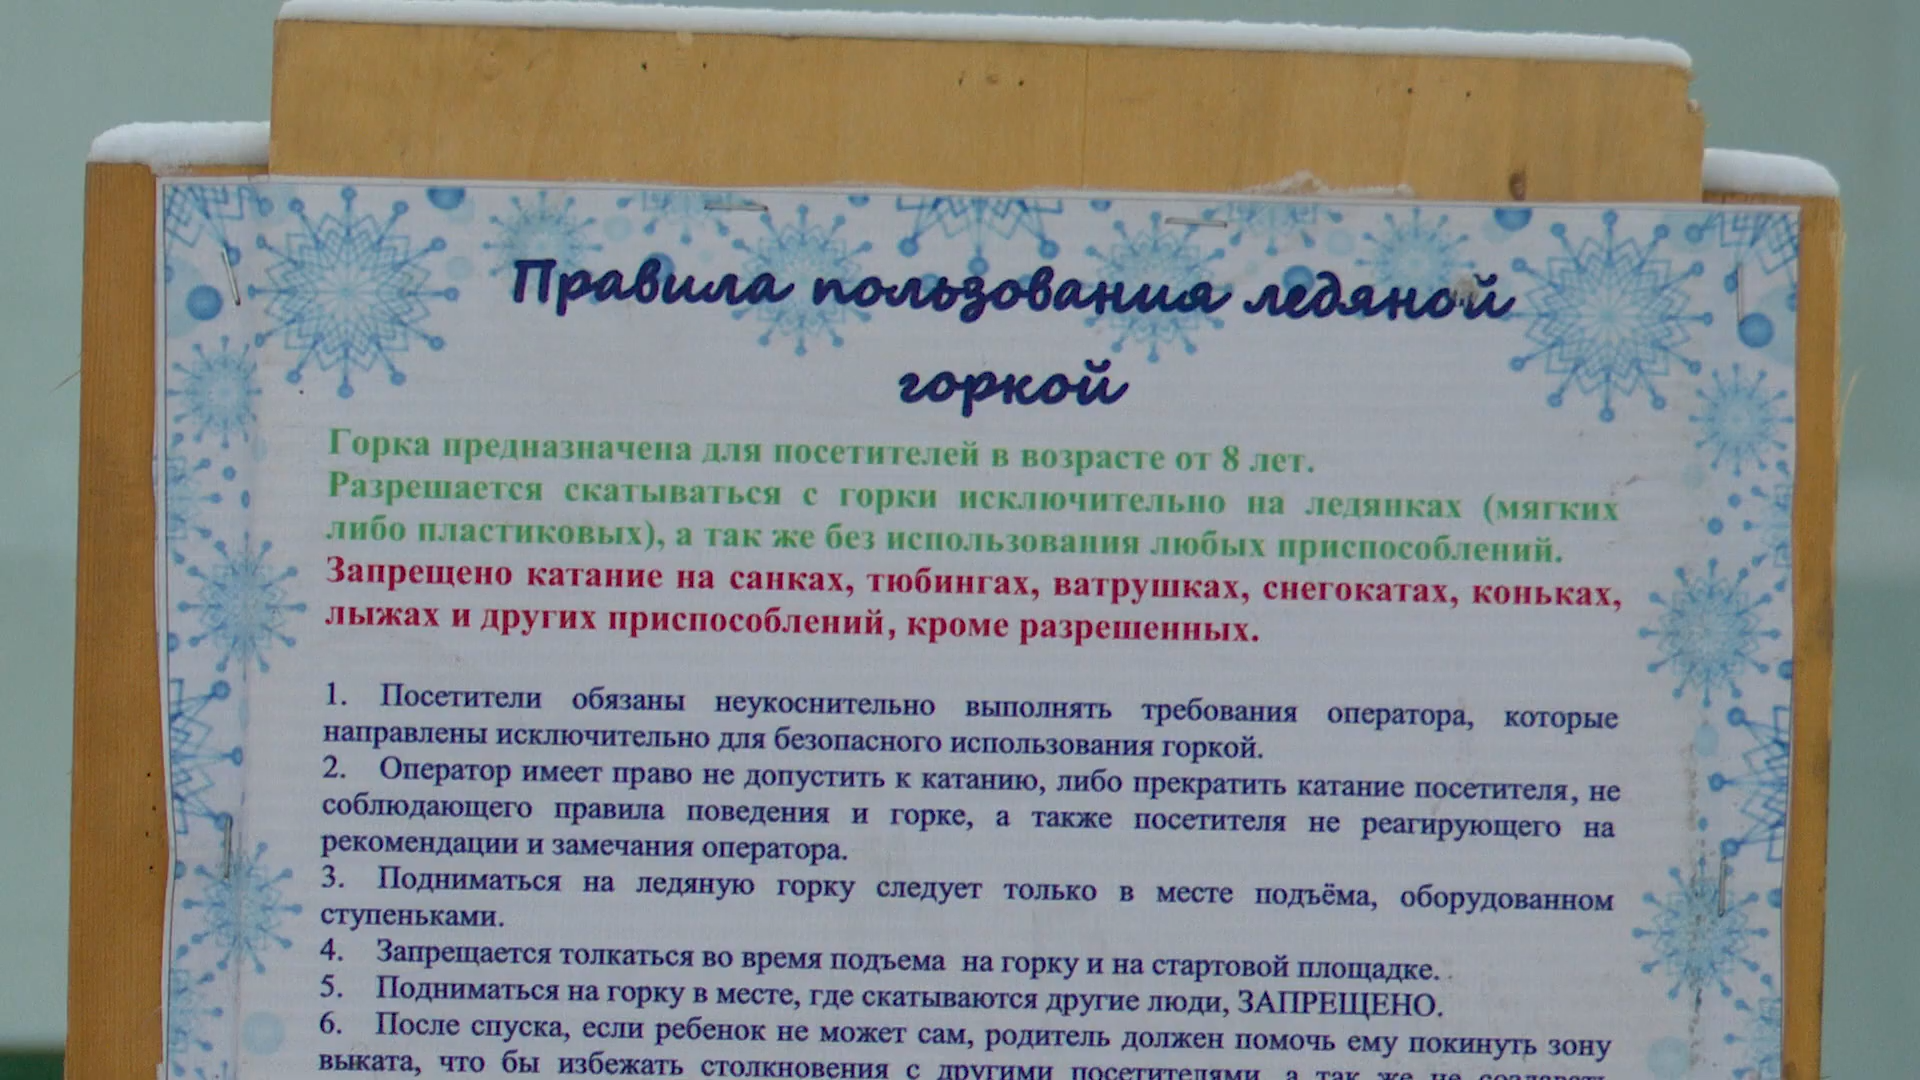 Правила пользования ледяной
горкой
Горка предназначена для посетителей в возрасте от 8 лет.
Разрешается скатываться с горки исключительно на ледянках (мягких
либо пластиковых), а так же без использования любых приспособлений.
Запрещено катание на санках, тюбингах, ватрушках, снегокатах, коньках,
лыжах и других приспособлений, кроме разрешенных.
1. Посетители обязаны неукоснительно выполнять требования оператора, которые
направлены исключительно для безопасного использования горкой.
2. Оператор имеет право не допустить к катанию, либо прекратить катание посетителя, не
соблюдающего правила поведения и горке, а также посетителя не реагирующего на
рекомендации и замечания оператора.
3. Подниматься на ледяную горку следует только в месте подъёма, оборудованном
ступеньками.
4. Запрещается толкаться во время подъема на горку и на стартовой площадке.
5. Подниматься на горку в месте, где скатываются другие люди, ЗАПРЕЩЕНО.
6. После спуска, если ребенок не может сам, родитель должен помочь ему покинуть зону
выката, что бы избежать столкновения с другими посетителями, а так же не создавать